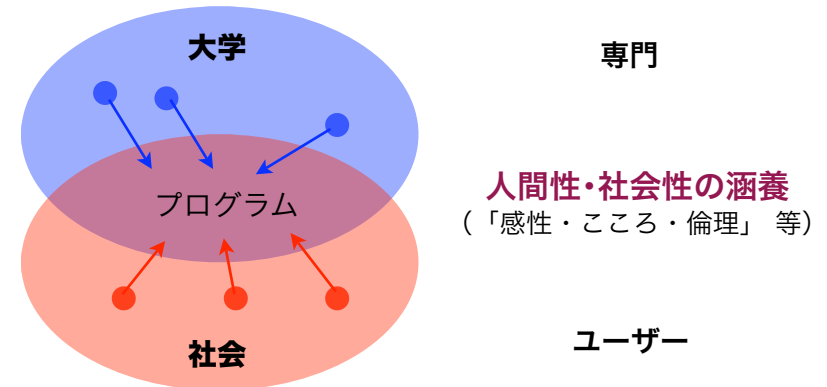 大学
専門
プログラム
人間性・社会性の涵養
（「感性・こころ・倫理」 等）
社会
ユーザー